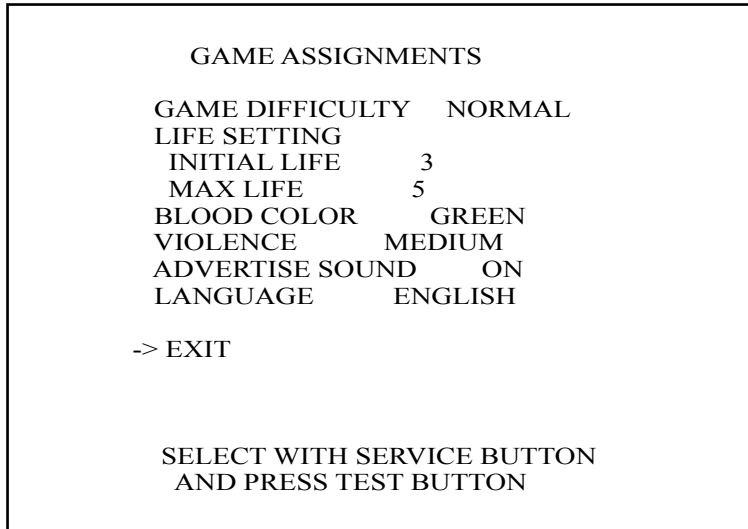 GAME ASSIGNMENTS
GAME DIFFICULTY NORMAL
LIFE SETTING
INITIAL LIFE 3
MAX LIFE 5
BLOOD COLOR GREEN
VIOLENCE MEDIUM
ADVERTISE SOUND ON
LANGUAGE ENGLISH
-> EXIT
SELECT WITH SERVICE BUTTON
AND PRESS TEST BUTTON